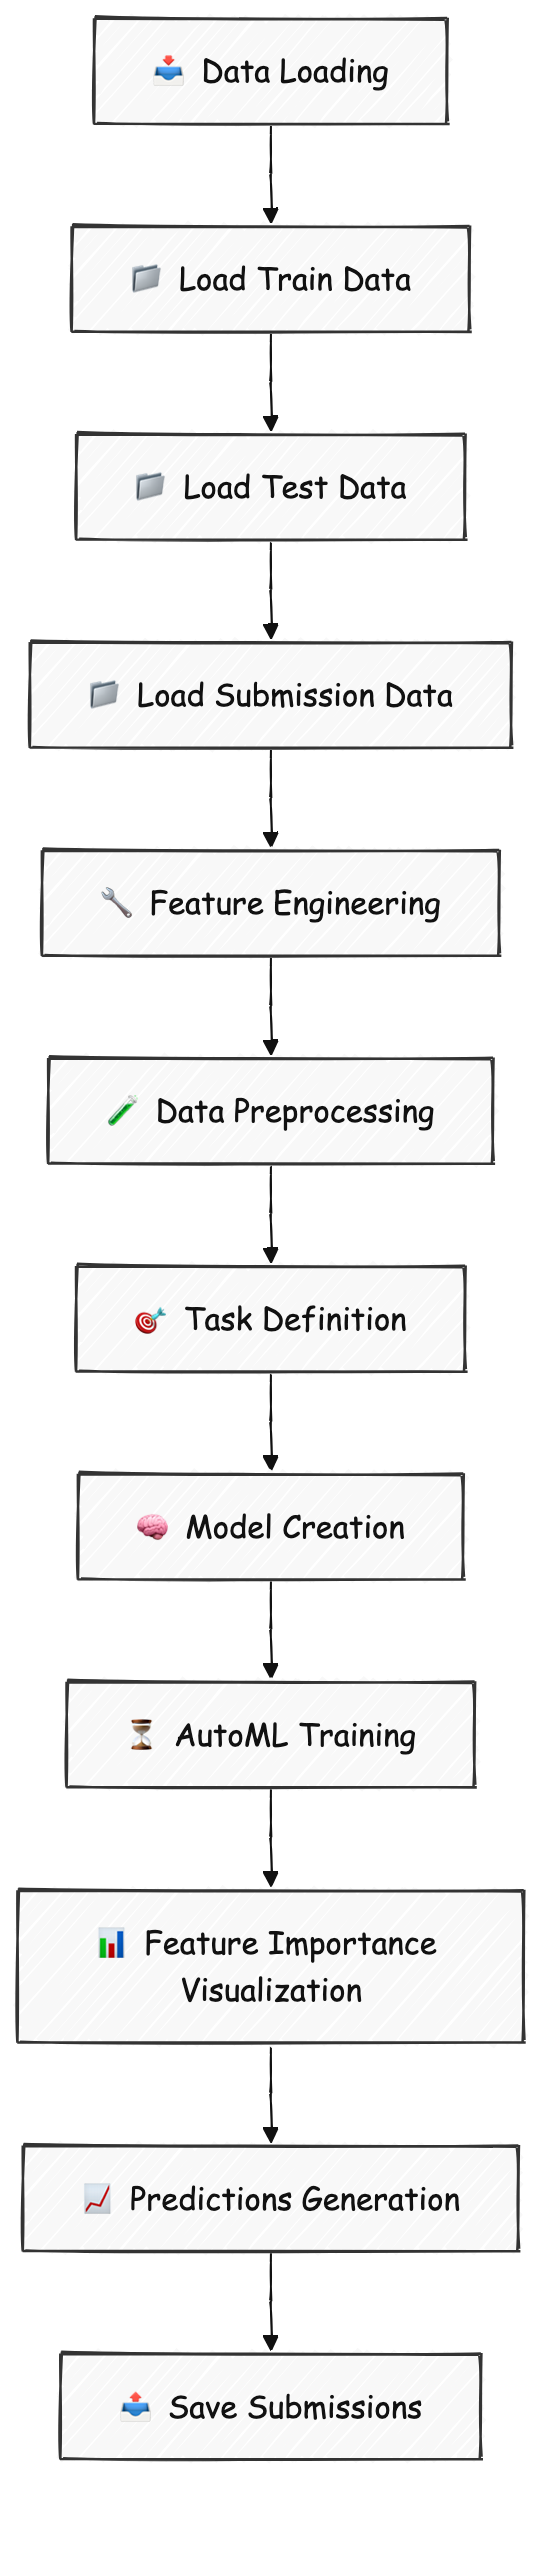 📥 Data Loading
📁 Load Train Data
📁 Load Test Data
📁 Load Submission Data
🔧 Feature Engineering
🧪 Data Preprocessing
🎯 Task Definition
🧠 Model Creation
⏳ AutoML Training
📊 Feature Importance
Visualization
📈 Predictions Generation
📤 Save Submissions